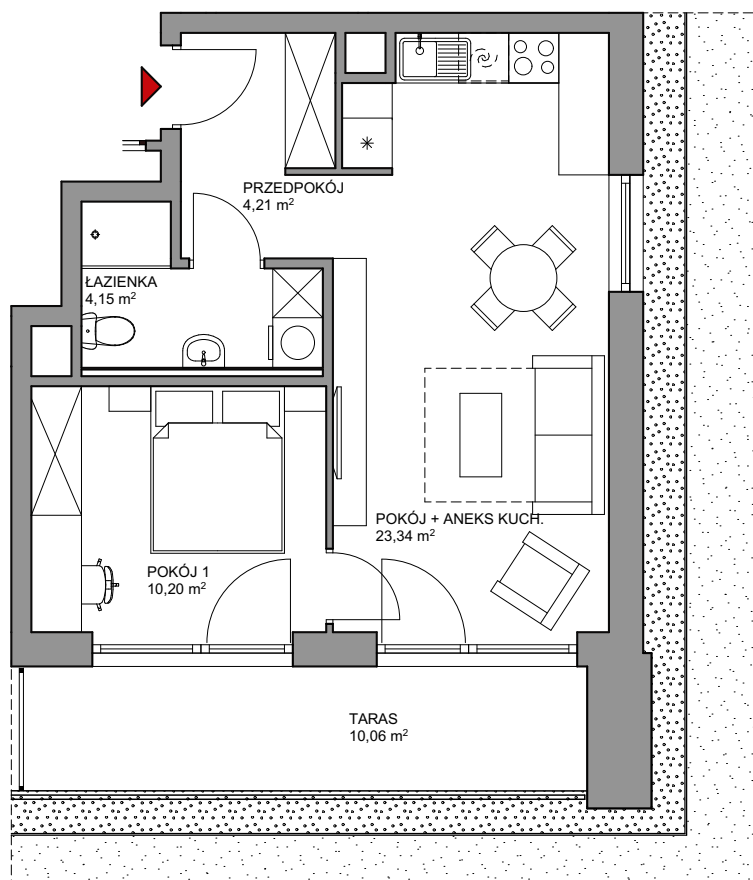 PRZEDPOKÓJ
4,21 m²
ŁAZIENKA
4,15 m²
POKÓJ + ANEKS KUCH.
23,34 m²
POKÓJ 1
10,20 m²
TARAS
10,06 m²